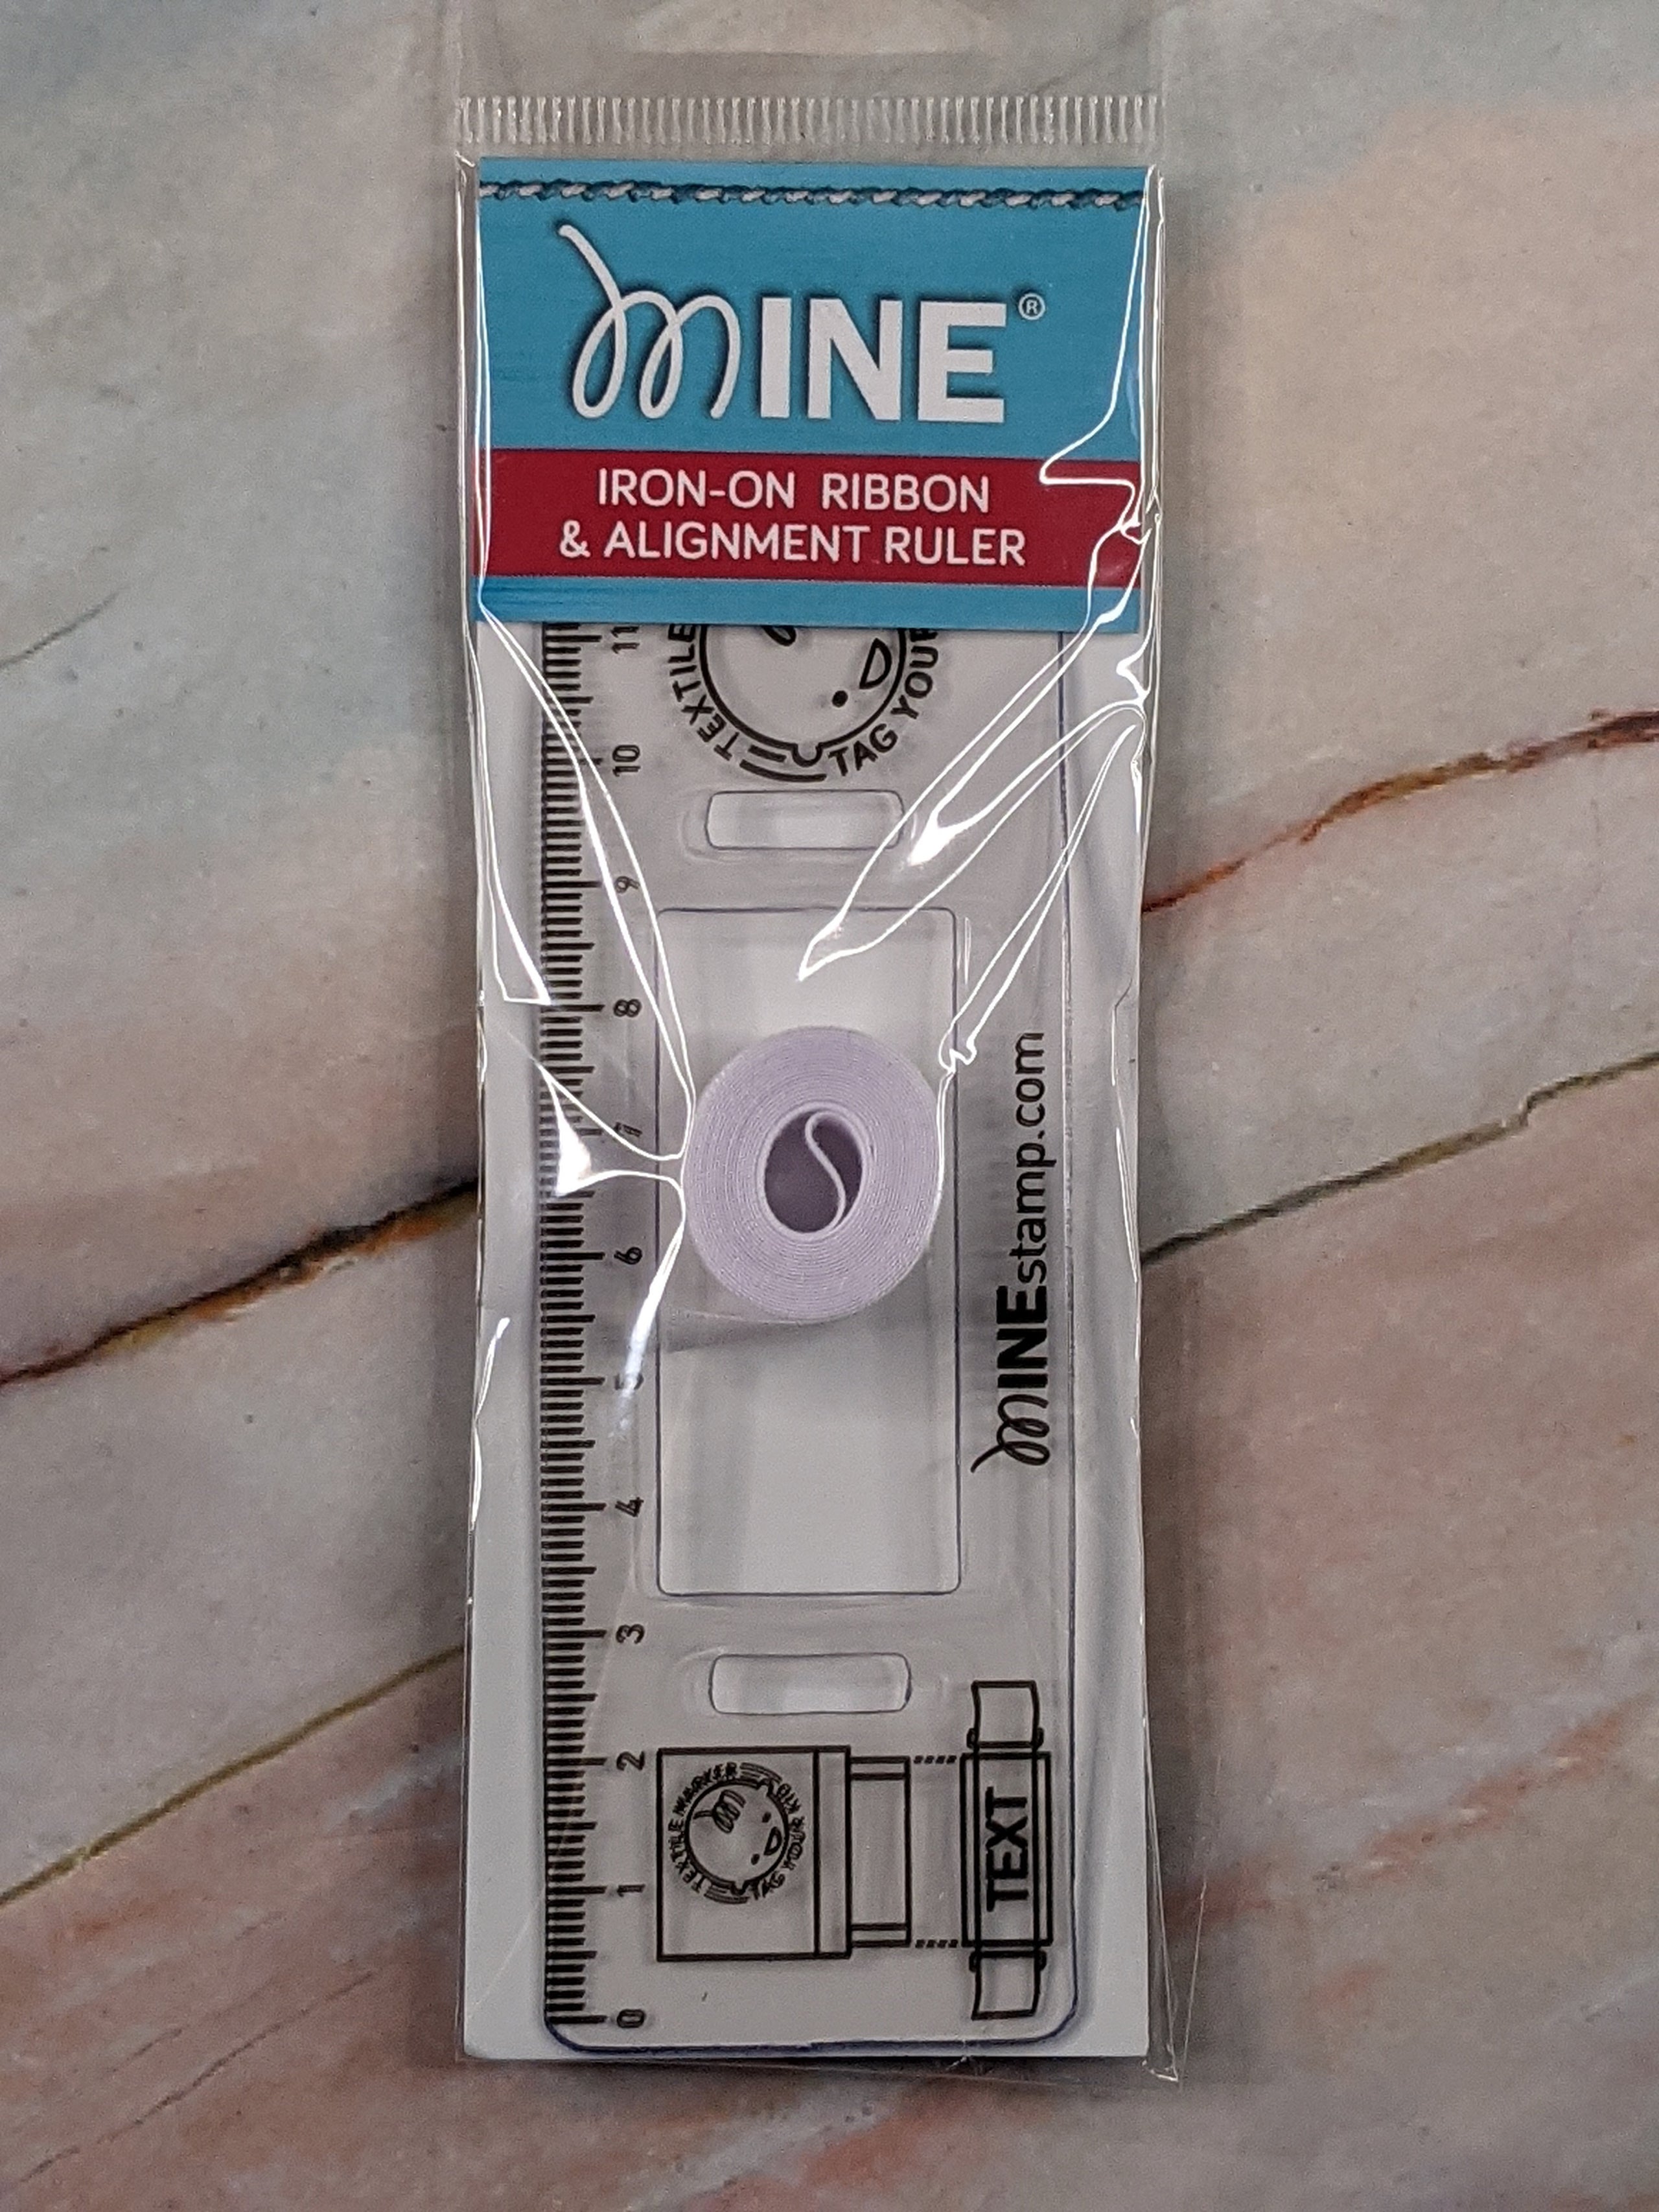 MINE®
IRON-ON RIBBON
& ALIGNMENT RULER
TEXTILE
TAG YOUR
11
10
9
8
7
6
5
4
3
2
1
0
MINEstamp.com
TEXTILE MARKER
TAG YOUR KID
TEXT